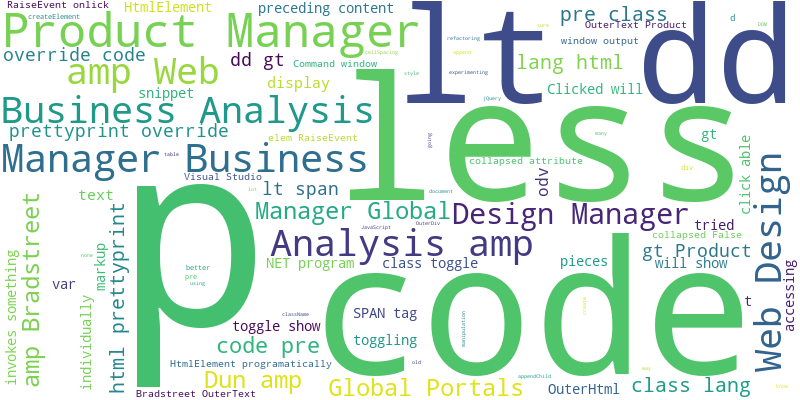 RaiseEvent onlick
HtmlElement
preceding content
lt
pre class
d
DOW
createElement
Product Manager
OuterText Product
sure
override code
refactoring
window output
dd
amp Web
dd gt
Command window
cellSpacing
append
lang html
display
style
experimenting
Clicked will
snippet
jQuery
less
Business Analysis
prettyprint override
elem RaiseEvent
going
many
gt
Manager Business
table
collapsed attribute
div
click able
Visual Studio
odv
Web Design
p
lt span
lot
document
text
Manager Global
Design Manager
tried
JavaScript
OuterDiv
Analysis amp
collapsed False
none
better
pre
using
NET program
class toggle
pieces
gt Product
will show
invokes something
amp Bradstreet
var
individually
markup
html prettyprint
accessing
code
className
SPAN tag
t
toggle show
toggling
manipulation
code pre
HtmlElement programatically
old
way
Dun amp
appendChild
Bradstreet OuterText
Global Portals
OuterHtml
class lang